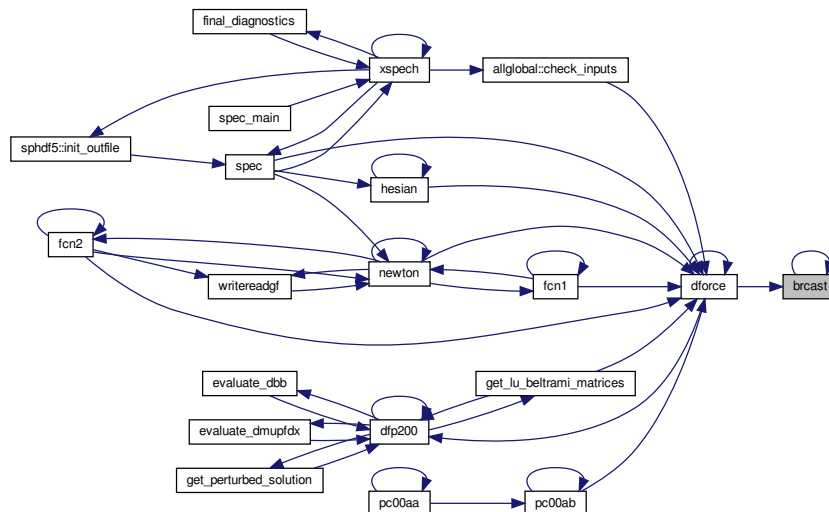 final_diagnostics
xspech
allglobal::check_inputs
spec_main
sphdf5::init_outfile
spec
hesian
fcn2
newton
writereadgf
fcn1
dforce
brcast
evaluate_dbb
get_lu_beltrami_matrices
evaluate_dmupfdx
dfp200
get_perturbed_solution
pc00aa
pc00ab